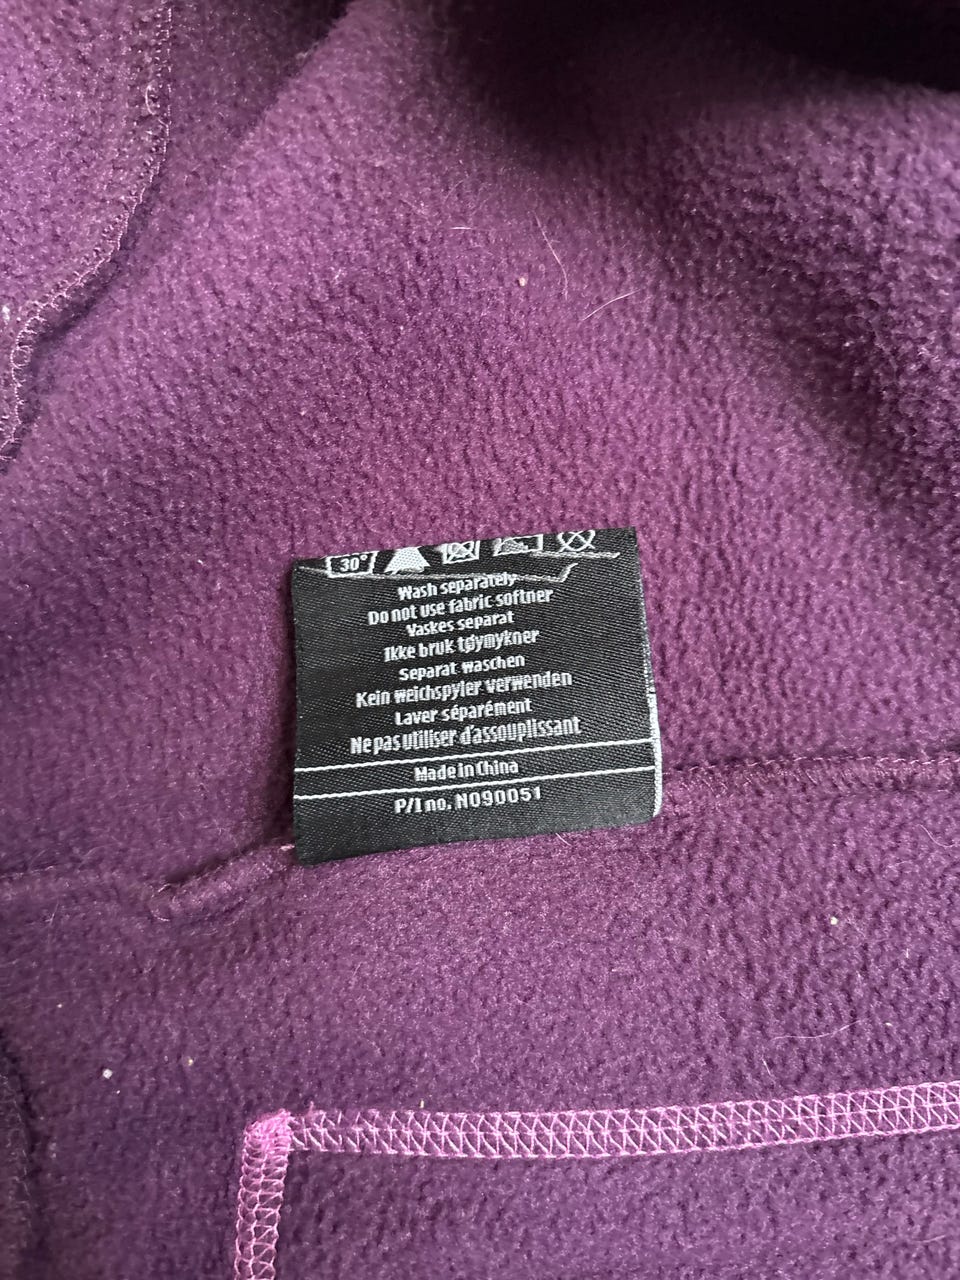 30°
Wash separately
Do not use fabric softner
Vaskes separat
Ikke bruk tøymykner
Separat waschen
Kein weichspyler verwenden
Laver séparément
Ne pas utiliser d'assouplissant
Made in China
P/I no. N090051